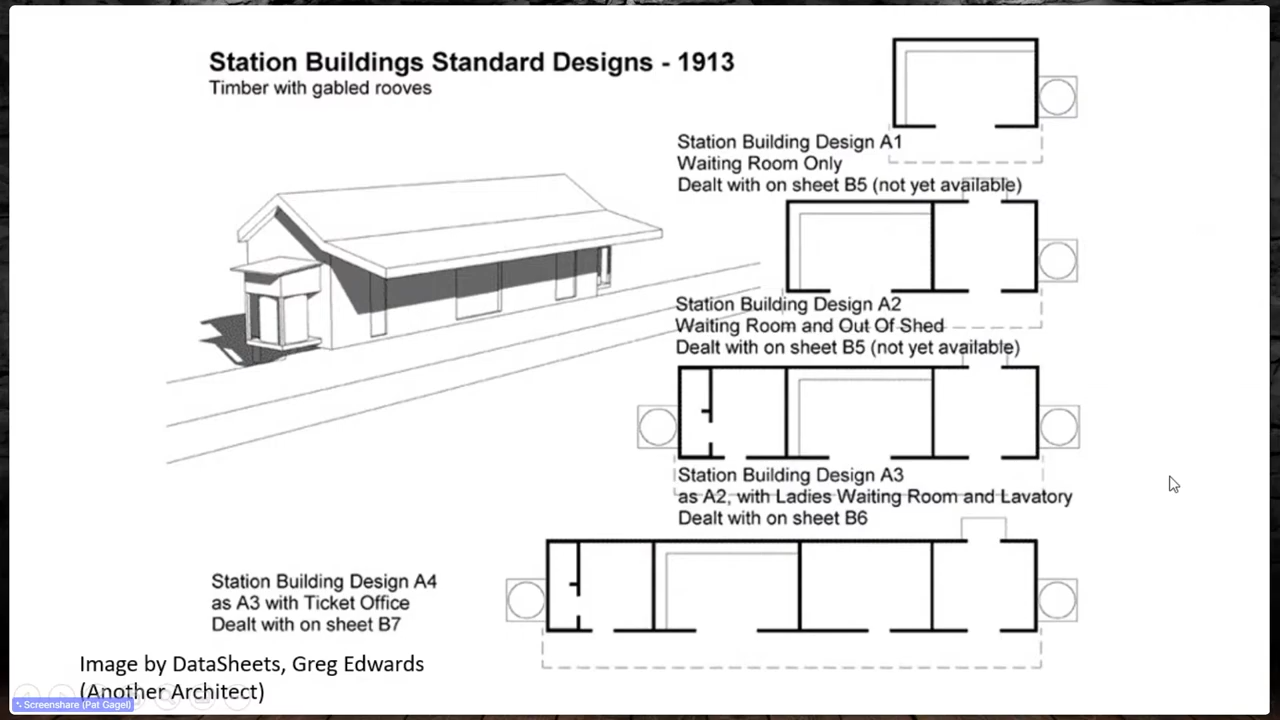 Station Buildings Standard Designs - 1913
Timber with gabled rooves
Station Building Design A1
Waiting Room Only
Dealt with on sheet B5 (not yet available)
Station Building Design A2
Waiting Room and Out Of Shed
Dealt with on sheet B5 (not yet available)
Station Building Design A3
as A2, with Ladies Waiting Room and Lavatory
Dealt with on sheet B6
Station Building Design A4
as A3 with Ticket Office
Dealt with on sheet B7
Image by DataSheets, Greg Edwards
(Another Architect)
Screenshare (Pat Gagel)